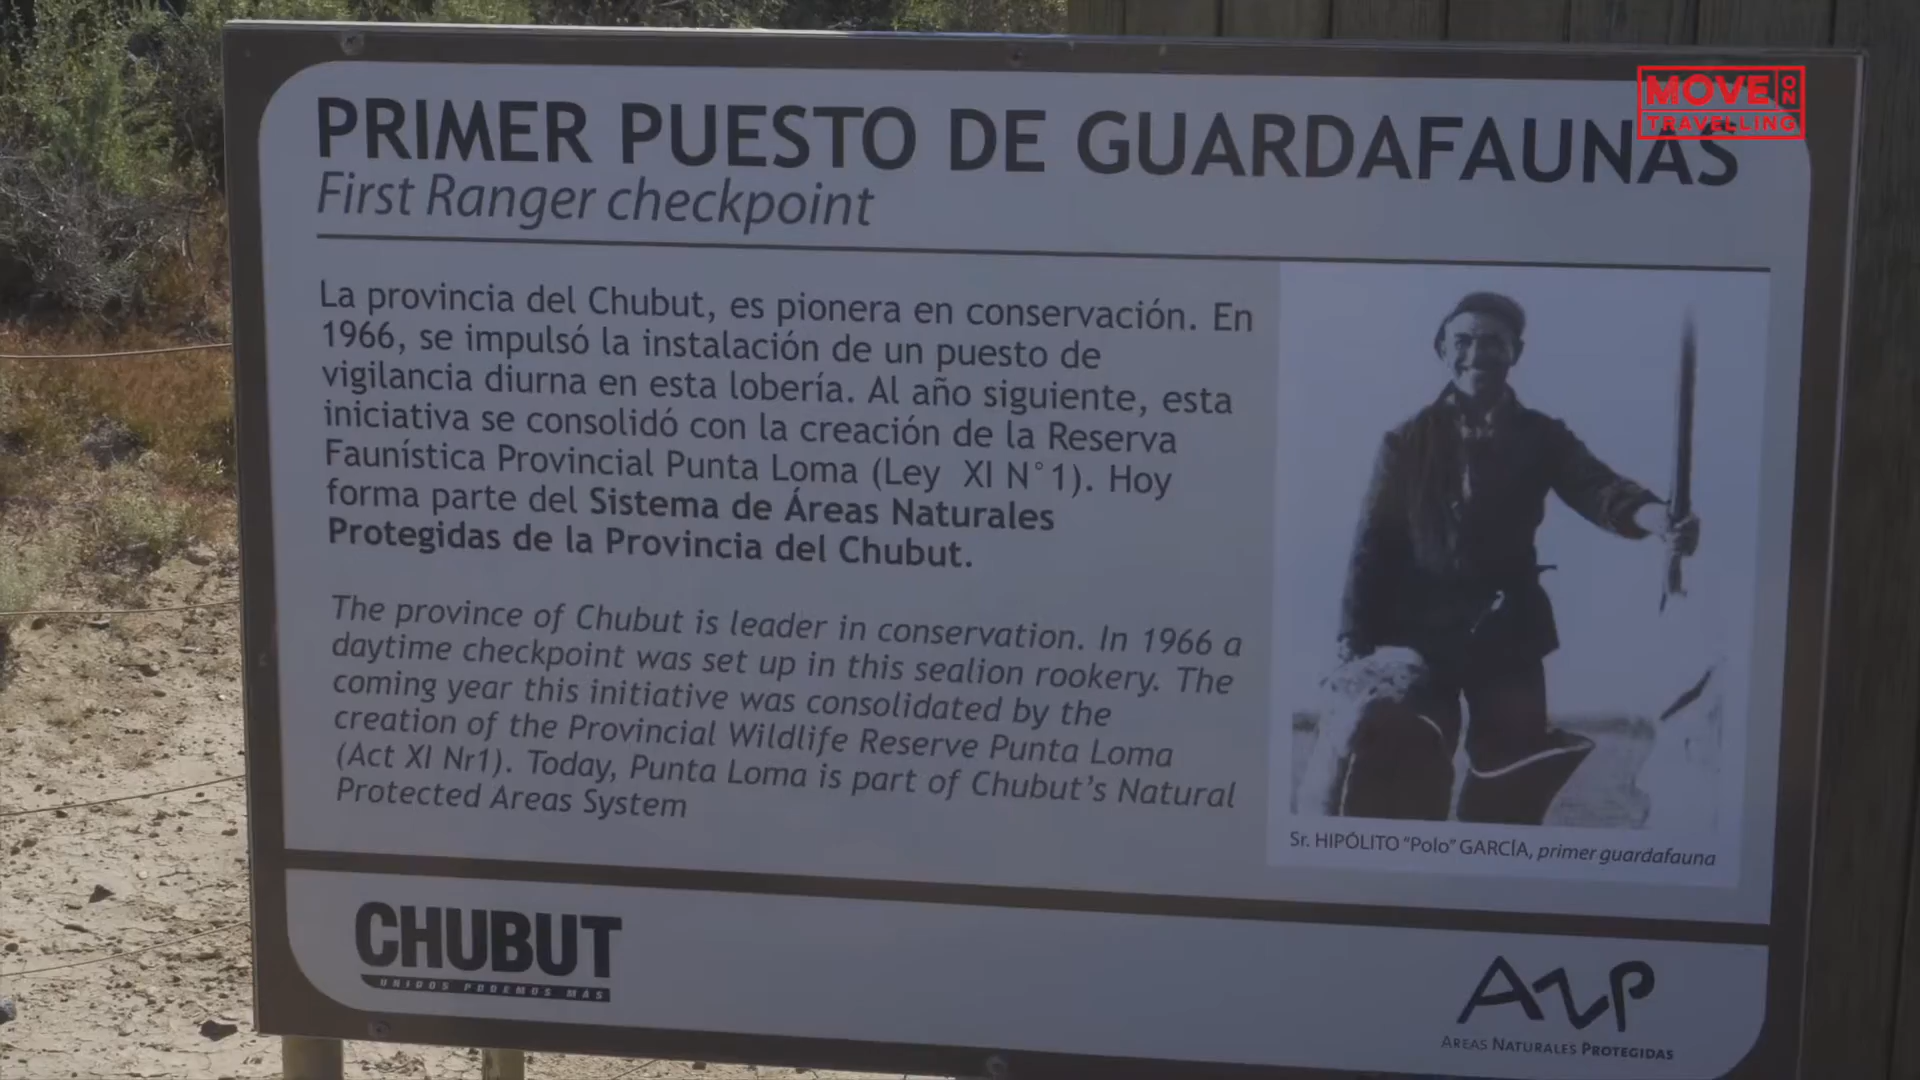 MOVE ON
TRAVELLING
PRIMER PUESTO DE GUARDAFAUNAS
First Ranger checkpoint
La provincia del Chubut, es pionera en conservación. En
1966, se impulsó la instalación de un puesto de
vigilancia diurna en esta lobería. Al año siguiente, esta
iniciativa se consolidó con la creación de la Reserva
Faunística Provincial Punta Loma (Ley XI N°1). Hoy
forma parte del Sistema de Áreas Naturales
Protegidas de la Provincia del Chubut.
The province of Chubut is leader in conservation. In 1966 a
daytime checkpoint was set up in this sealion rookery. The
coming year this initiative was consolidated by the
creation of the Provincial Wildlife Reserve Punta Loma
(Act XI Nr1). Today, Punta Loma is part of Chubut's Natural
Protected Areas System
Sr. HIPÓLITO "Polo" GARCÍA, primer guardafauna
CHUBUT
UNIDOS PODEMOS MÁS
ANP
AREAS NATURALES PROTEGIDAS